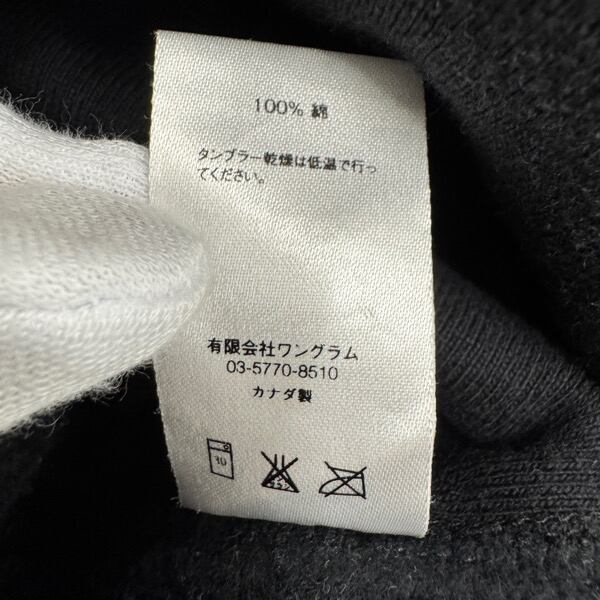 100% 綿
タンブラー乾燥は低温で行っ
てください。
有限会社ワングラム
03-5770-8510
カナダ製
30